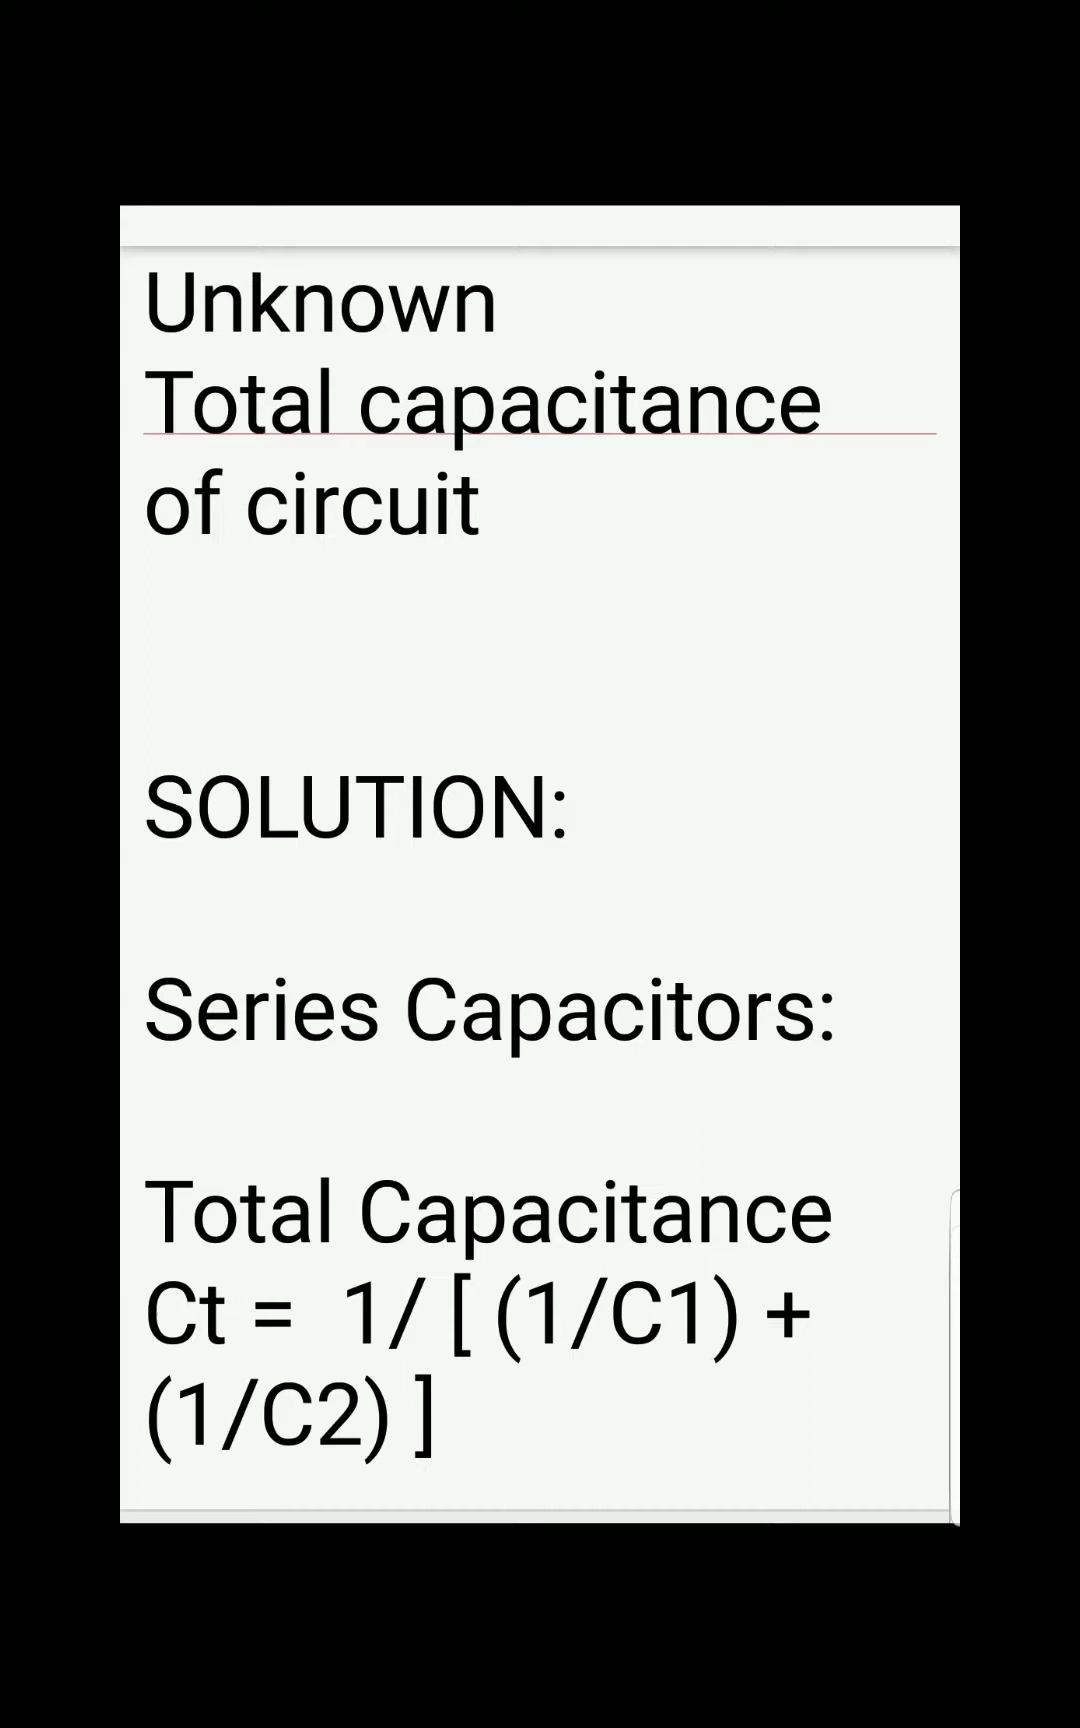 Unknown
Total capacitance
of circuit
SOLUTION:
Series Capacitors:
Total Capacitance
Ct =  1/ [ (1/C1) +
(1/C2) ]